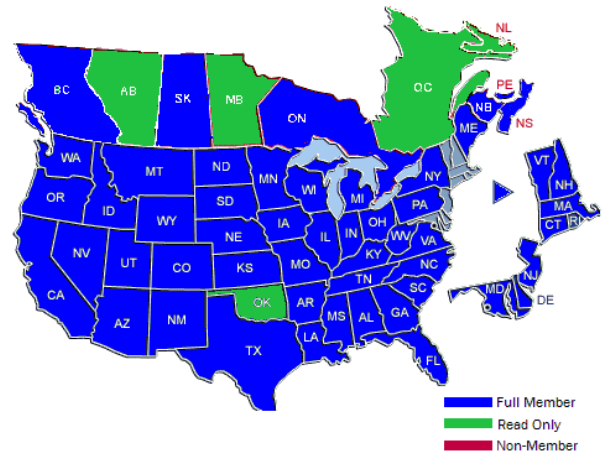 NL
BC
AB
SK
MB
ON
QC
PE
NB
NS
ME
WA
MT
ND
MN
WI
MI
NY
VT
NH
MA
CT
RI
OR
ID
WY
SD
IA
IL
IN
OH
PA
NJ
NV
UT
CO
NE
KS
MO
KY
WV
VA
MD
DE
CA
AZ
NM
OK
AR
TN
NC
SC
TX
LA
MS
AL
GA
FL
Full Member
Read Only
Non-Member